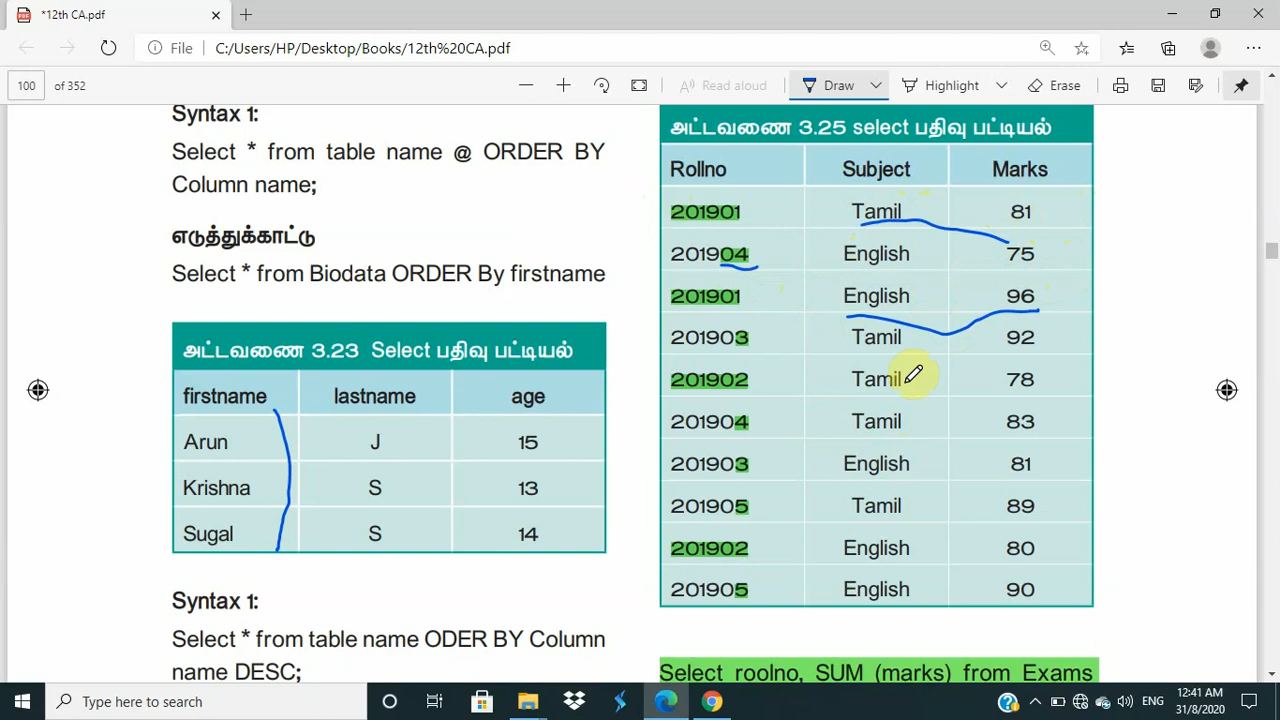 *12th CA.pdf
File
C:/Users/HP/Desktop/Books/12th%20CA.pdf
100 of 352
Read aloud
Draw
Highlight
Erase
Syntax 1:
Select * from table name @ ORDER BY
Column name;
எடுத்துக்காட்டு
Select * from Biodata ORDER By firstname
அட்டவணை 3.23 Select பதிவு பட்டியல்
firstname lastname age
Arun J 15
Krishna S 13
Sugal S 14
Syntax 1:
Select * from table name ODER BY Column
name DESC;
அட்டவணை 3.25 select பதிவு பட்டியல்
Rollno Subject Marks
201901 Tamil 81
201904 English 75
201901 English 96
201903 Tamil 92
201902 Tamil 78
201904 Tamil 83
201903 English 81
201905 Tamil 89
201902 English 80
201905 English 90
Select roolno, SUM (marks) from Exams
Type here to search
ENG
12:41 AM
31/8/2020